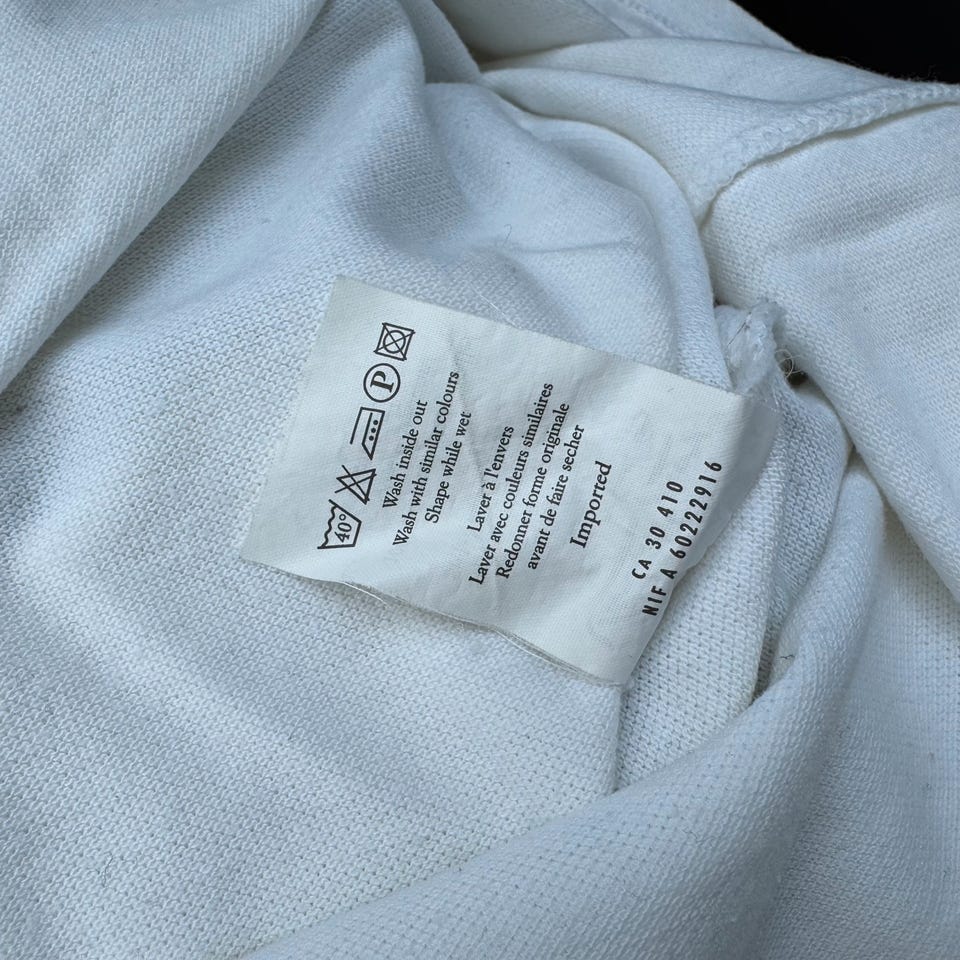 40°
P
Wash inside out
Wash with similar colours
Shape while wet
Laver à l'envers
Laver avec couleurs similaires
Redonner forme originale
avant de faire secher
Imported
CA 30 410
NIF A 60222916